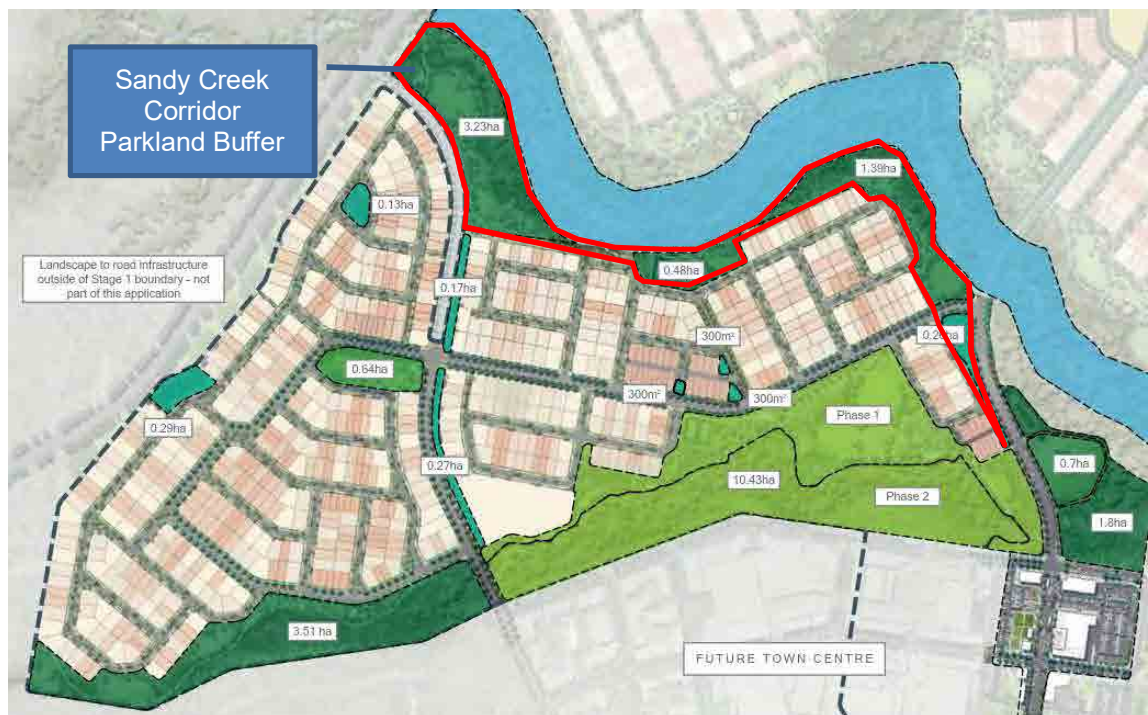 Sandy Creek
Corridor
Parkland Buffer
3.23ha
1.39ha
0.13ha
Landscape to road infrastructure
outside of Stage 1 boundary - not
part of this application
0.48ha
0.17ha
300m²
0.64ha
300m²
300m²
Phase 1
0.29ha
0.27ha
10.43ha
Phase 2
0.7ha
1.8ha
3.51 ha
FUTURE TOWN CENTRE